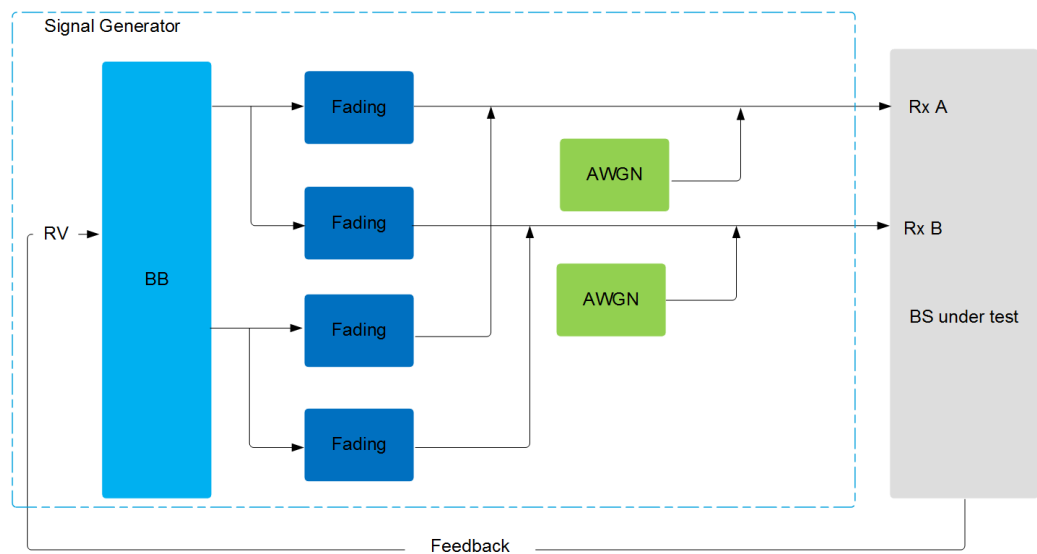 Signal Generator
Fading
Rx A
AWGN
Fading
RV
Rx B
BB
AWGN
Fading
BS under test
Fading
Feedback